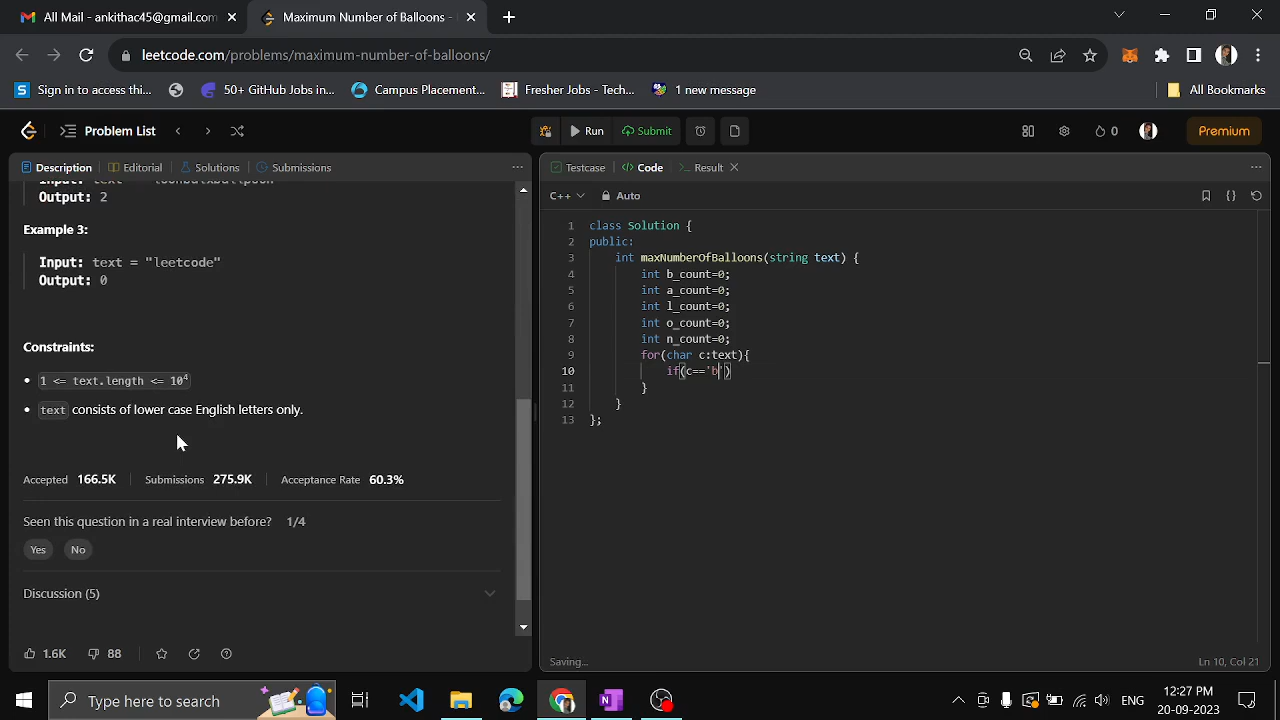 All Mail - ankithac45@gmail.com
Maximum Number of Balloons -
leetcode.com/problems/maximum-number-of-balloons/
Sign in to access thi...
50+ GitHub Jobs in...
Campus Placement...
Fresher Jobs - Tech...
1 new message
All Bookmarks
Problem List
Run
Submit
0
Premium
Description
Editorial
Solutions
Submissions
Testcase
Code
Result
C++
Auto
Input: text = "loonbalxballpoon"
Output: 2
Example 3:
Input: text = "leetcode"
Output: 0
Constraints:
1 <= text.length <= 10⁴
text consists of lower case English letters only.
Accepted 166.5K Submissions 275.9K Acceptance Rate 60.3%
Seen this question in a real interview before? 1/4
Yes No
Discussion (5)
1.6K 88
1 class Solution {
2 public:
3 int maxNumberOfBalloons(string text) {
4 int b_count=0;
5 int a_count=0;
6 int l_count=0;
7 int o_count=0;
8 int n_count=0;
9 for(char c:text){
10 if(c=='b')
11 }
12 }
13 };
Saving...
Ln 10, Col 21
Type here to search
ENG
12:27 PM
20-09-2023